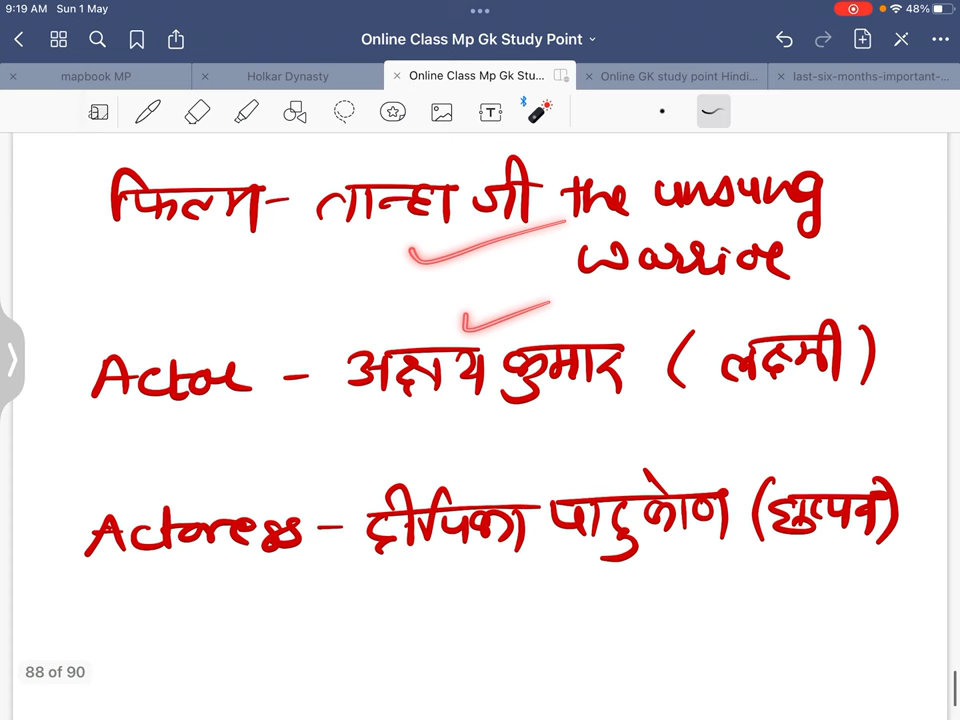 9:19 AM Sun 1 May
48%
Online Class Mp Gk Study Point
mapbook MP
Holkar Dynasty
Online Class Mp Gk Stu...
Online GK study point Hindi...
last-six-months-important-...
T
फिल्म - तान्हा जी the unsung
warrior
Actor - अक्षय कुमार ( लक्ष्मी )
Actoress - दीपिका पादुकोण
88 of 90